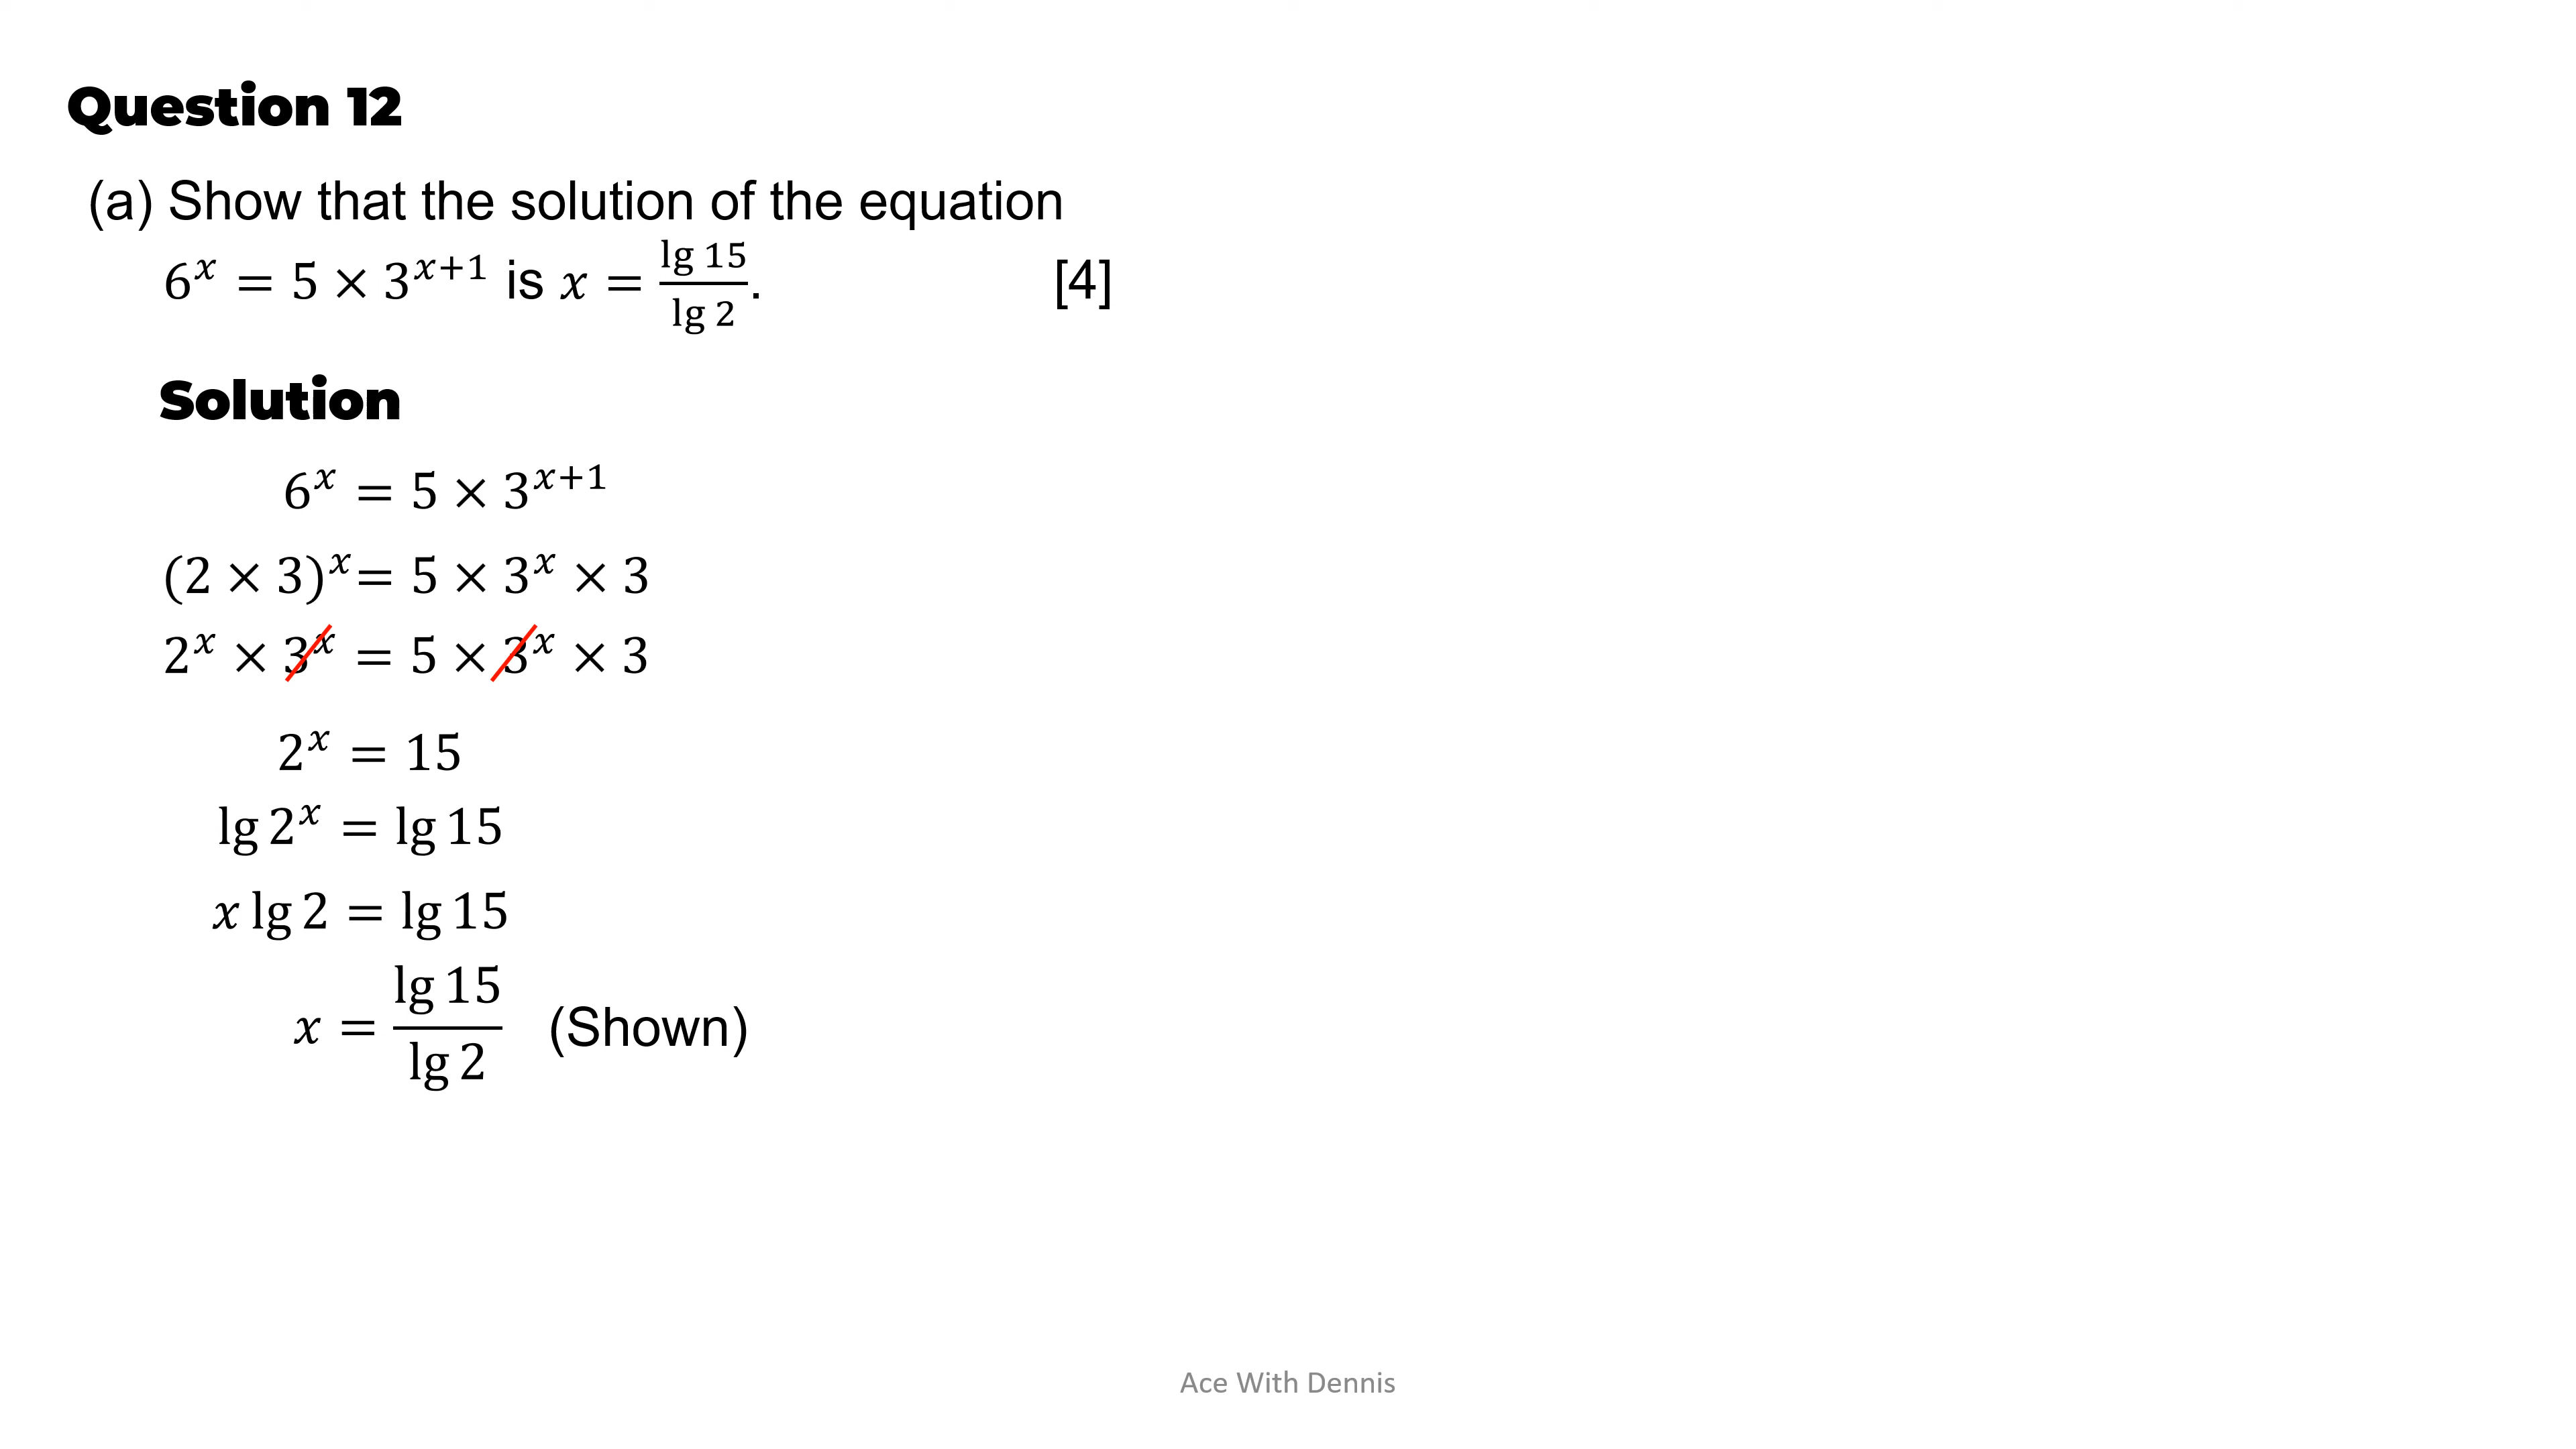 Question 12
(a) Show that the solution of the equation
6^x = 5 × 3^{x+1} is x = \frac{lg 15}{lg 2}. [4]
Solution
6^x = 5 × 3^{x+1}
(2 × 3)^x = 5 × 3^x × 3
2^x × 3^x = 5 × 3^x × 3
2^x = 15
lg 2^x = lg 15
x lg 2 = lg 15
x = \frac{lg 15}{lg 2} (Shown)
Ace With Dennis